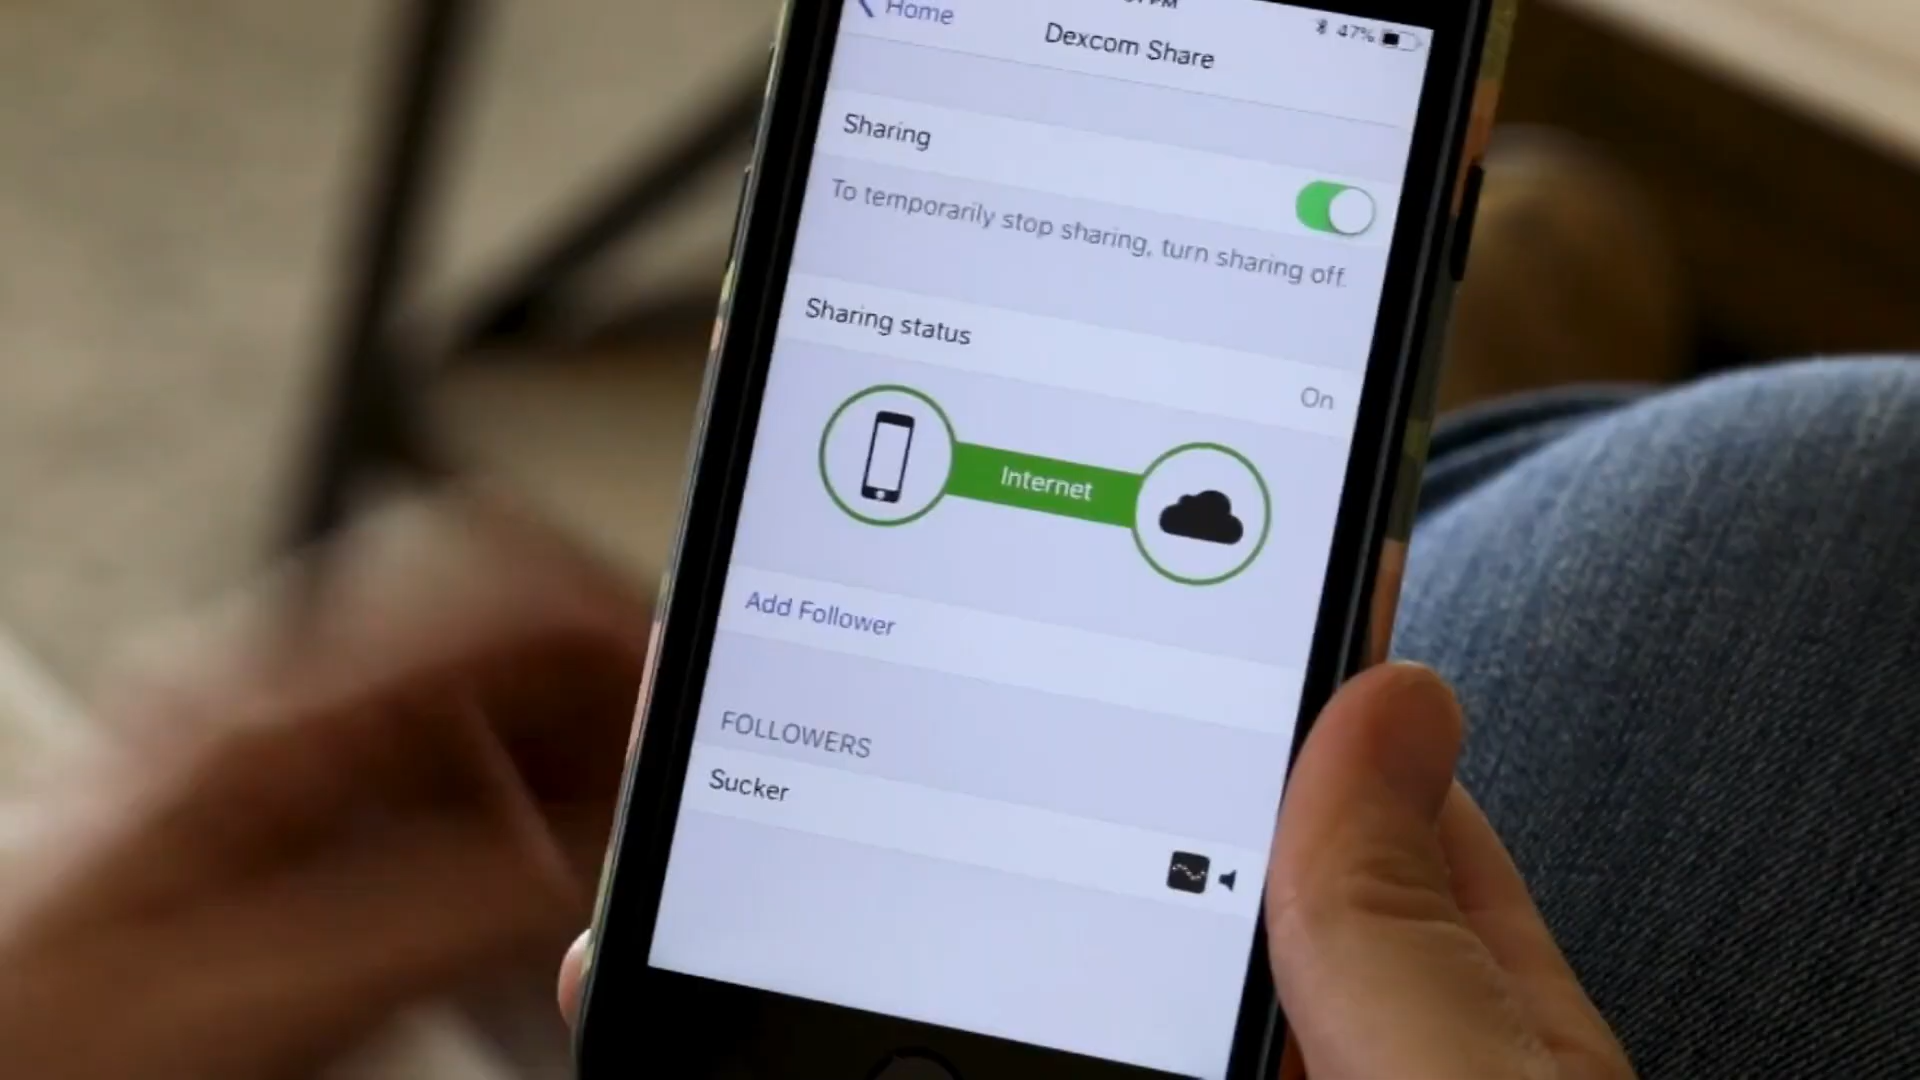 Home
47%
Dexcom Share
Sharing
To temporarily stop sharing, turn sharing off.
Sharing status
On
Internet
Add Follower
FOLLOWERS
Sucker